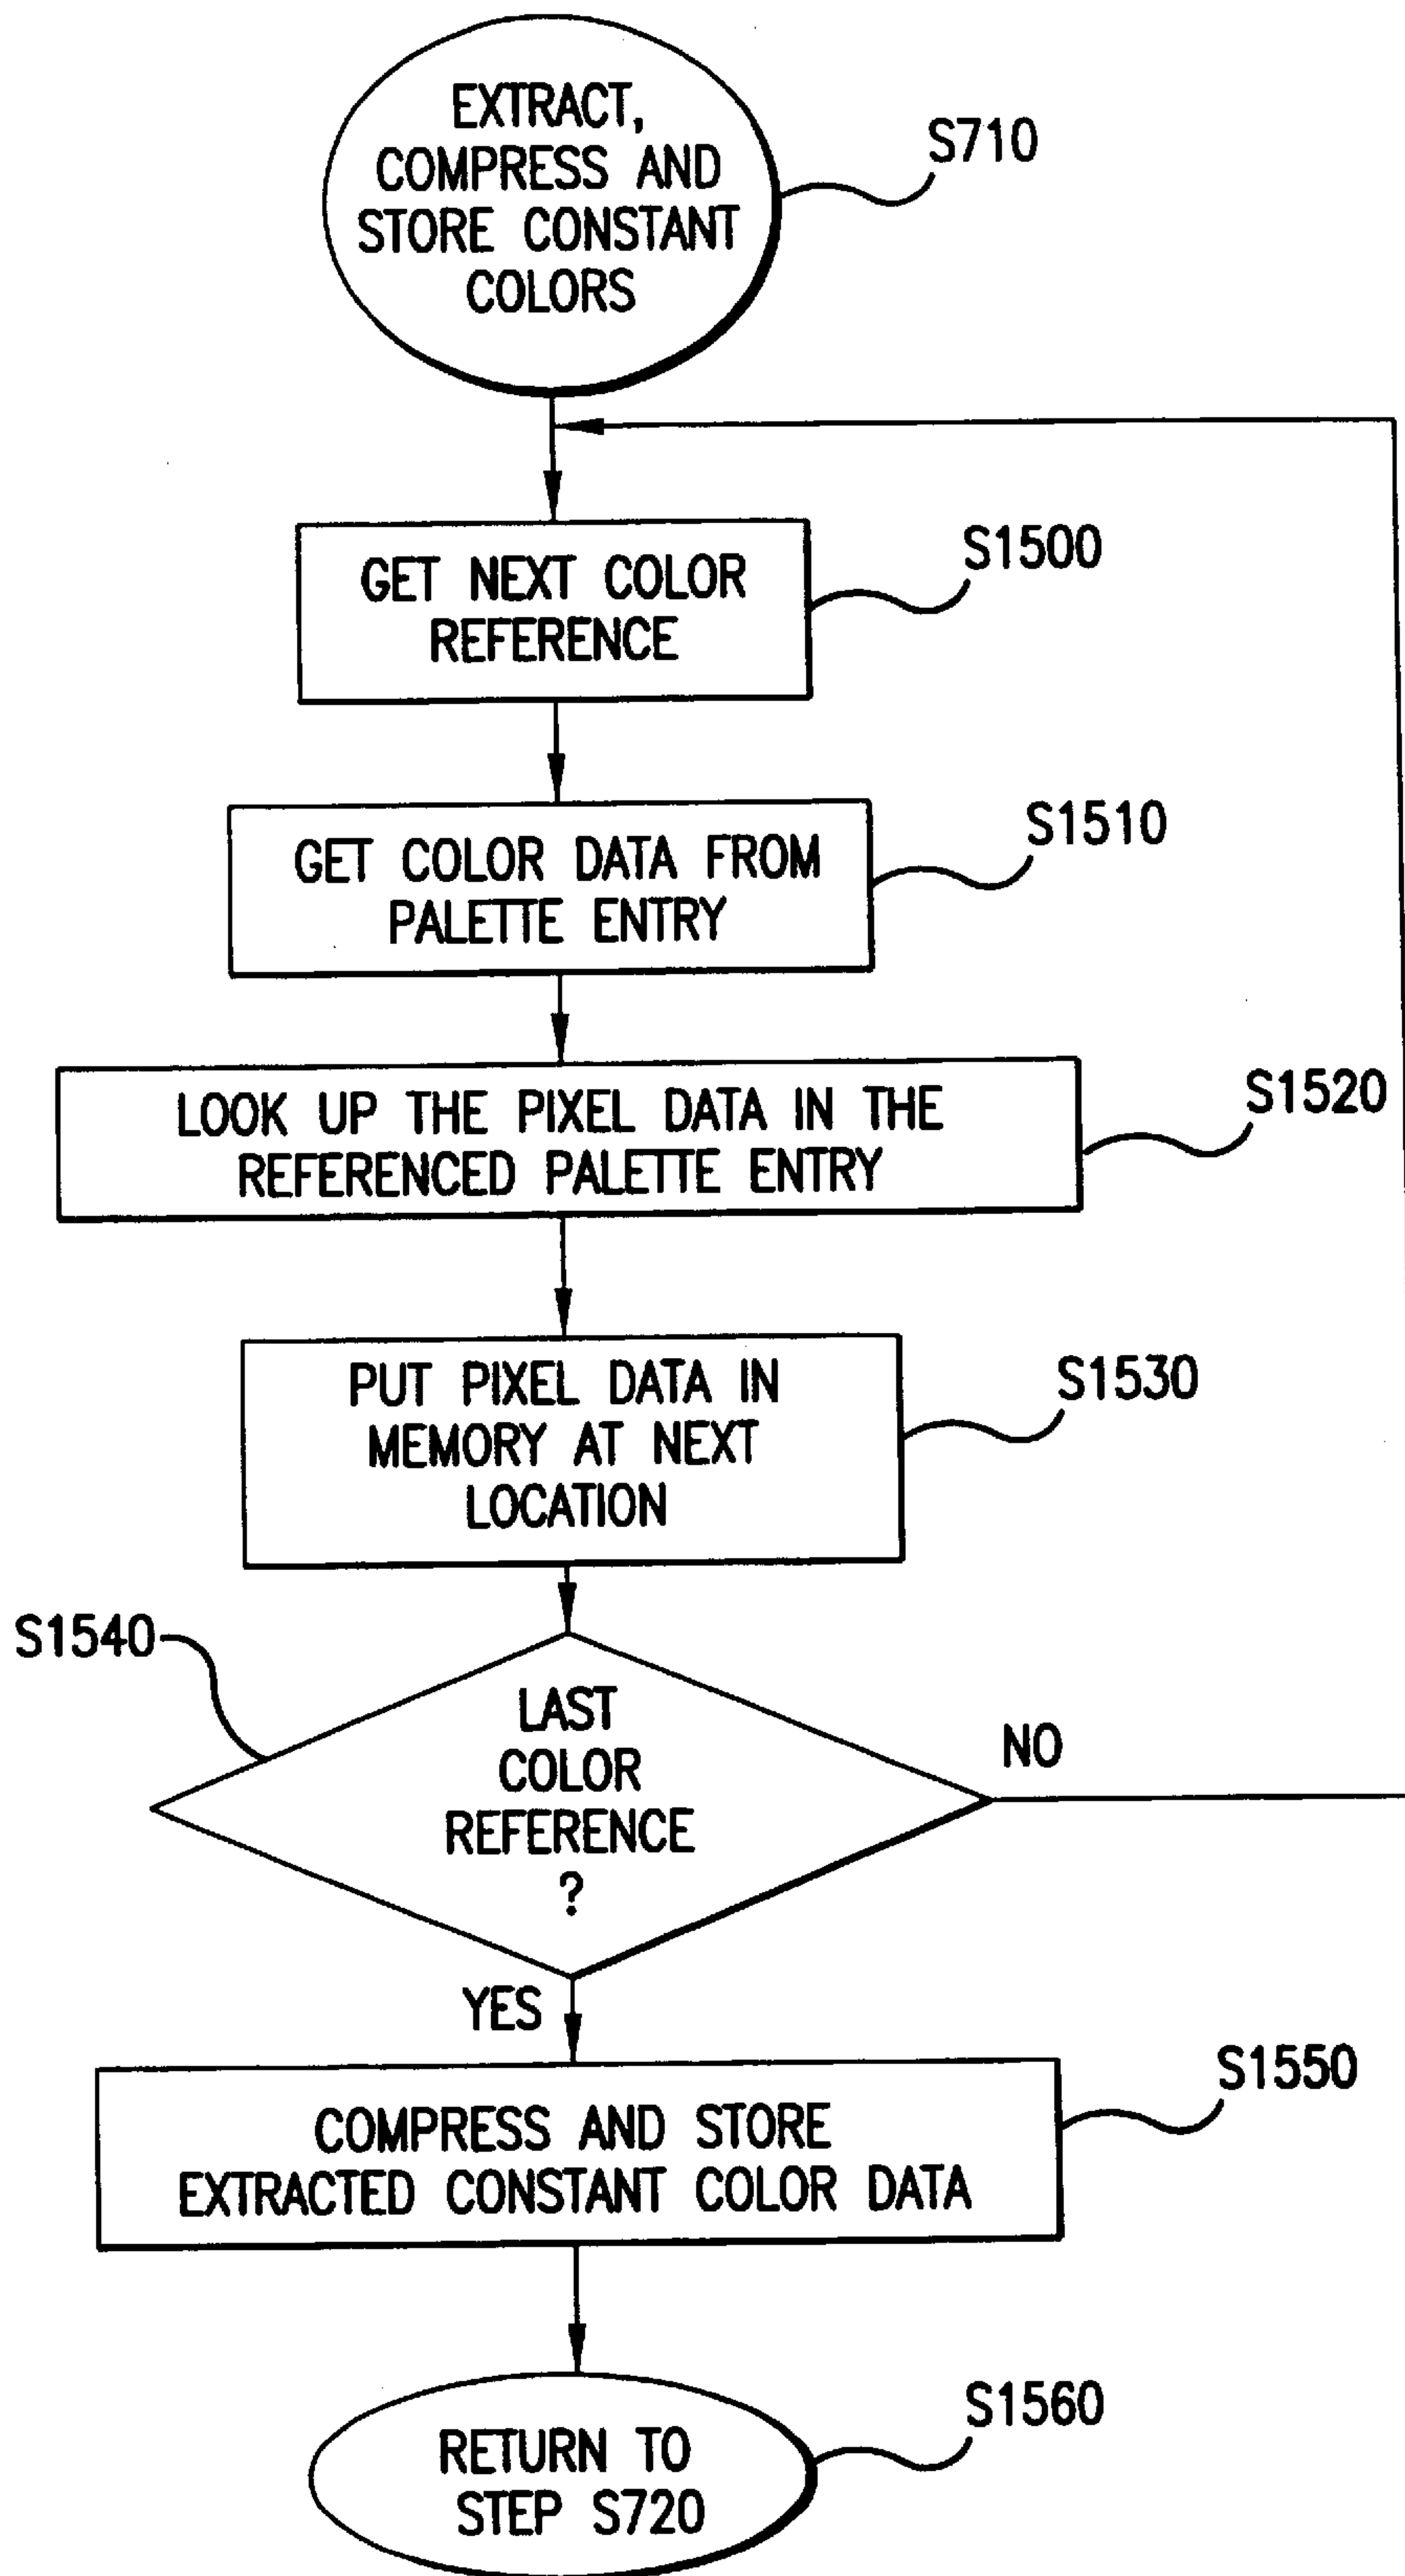 EXTRACT,
COMPRESS AND
STORE CONSTANT
COLORS
S710
GET NEXT COLOR
REFERENCE
S1500
GET COLOR DATA FROM
PALETTE ENTRY
S1510
LOOK UP THE PIXEL DATA IN THE
REFERENCED PALETTE ENTRY
S1520
PUT PIXEL DATA IN
MEMORY AT NEXT
LOCATION
S1530
S1540
LAST
COLOR
REFERENCE
?
NO
YES
COMPRESS AND STORE
EXTRACTED CONSTANT COLOR DATA
S1550
RETURN TO
STEP S720
S1560